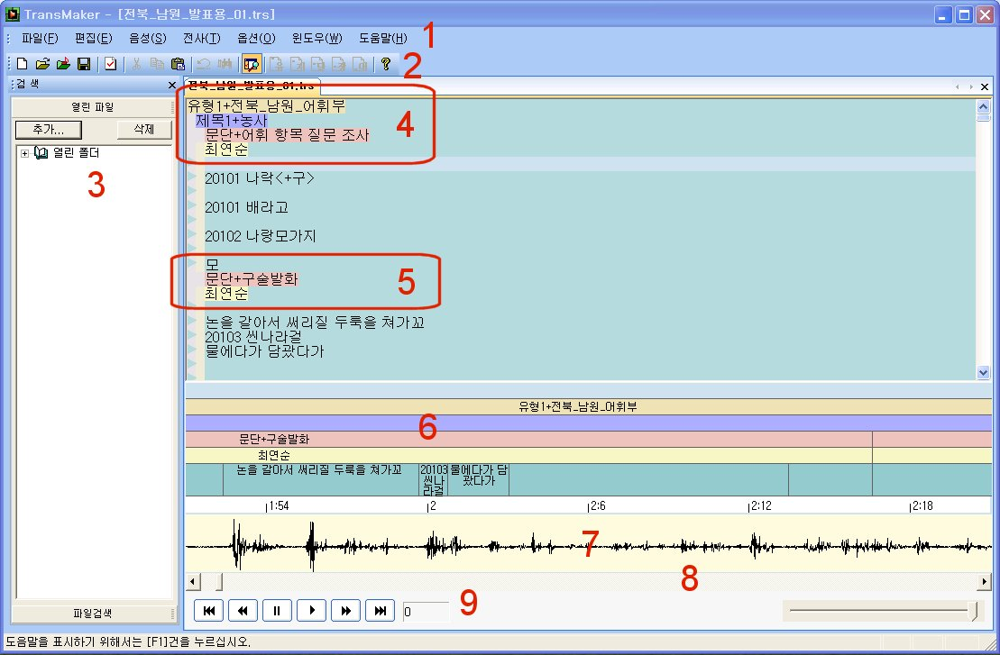 TransMaker - [전북_남원_발표용_01.trs]
파일(F) 편집(E) 음성(S) 전사(T) 옵션(O) 윈도우(W) 도움말(H) 1
2
검색
열린 파일
추가... 삭제
열린 폴더
3
전북_남원_발표용_01.trs
유형1+전북_남원_어휘부
제목1+농사
문단+어휘 항목 질문 조사
최연순
4
20101 나락<+구>
20101 배라고
20102 나랑모가지
모
문단+구술발화
최연순
5
논을 갈아서 써리질 두룩을 쳐가꼬
20103 씬나라걸
물에다가 담괐다가
유형1+전북_남원_어휘부
6
문단+구술발화
최연순
논을 갈아서 써리질 두룩을 쳐가꼬
20103 씬나라걸
물에다가 담괐다가
1:54 2 2:6 2:12 2:18
7
8
0 9
파일검색
도움말을 표시하기 위해서는 [F1]건을 누르십시오.